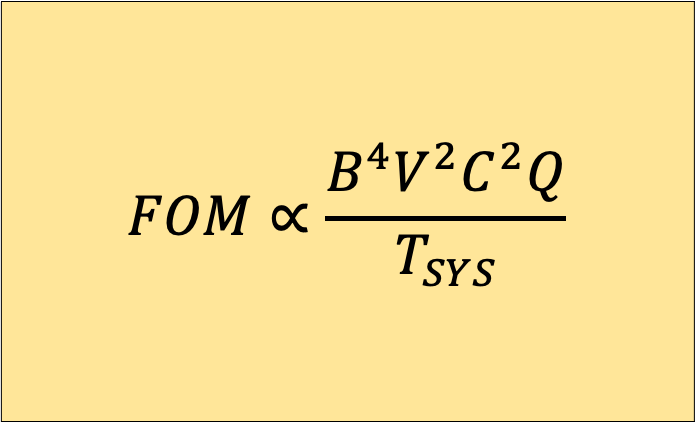 FOM ∝ B⁴V²C²Q / T_SYS